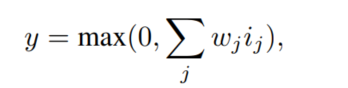 y = max(0, ∑_j w_j i_j),